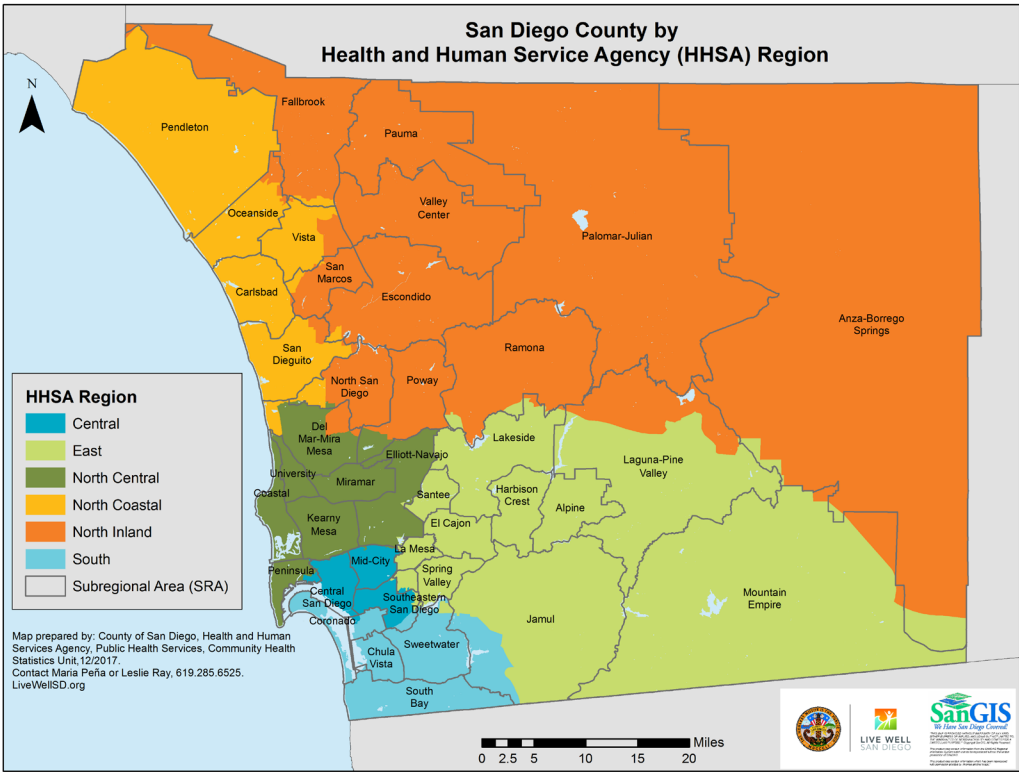 San Diego County by
Health and Human Service Agency (HHSA) Region
N
Fallbrook
Pendleton
Pauma
Valley
Center
Oceanside
Vista
Palomar-Julian
San
Marcos
Carlsbad
Escondido
Anza-Borrego
Springs
San
Dieguito
Ramona
North San
Diego
Poway
HHSA Region
Central
East
North Central
North Coastal
North Inland
South
Subregional Area (SRA)
Del
Mar-Mira
Mesa
Lakeside
Elliott-Navajo
Laguna-Pine
Valley
University
Miramar
Coastal
Santee
Harbison
Crest
Alpine
Kearny
Mesa
El Cajon
La Mesa
Mid-City
Peninsula
Spring
Valley
Central
San Diego
Southeastern
San Diego
Mountain
Empire
Coronado
Jamul
Sweetwater
Chula
Vista
South
Bay
Map prepared by: County of San Diego, Health and Human
Services Agency, Public Health Services, Community Health
Statistics Unit,12/2017.
Contact Maria Peña or Leslie Ray, 619.285.6525.
LiveWellSD.org
Miles
0 2.5 5 10 15 20
LIVE WELL
SAN DIEGO
SanGIS
We Have San Diego Covered!